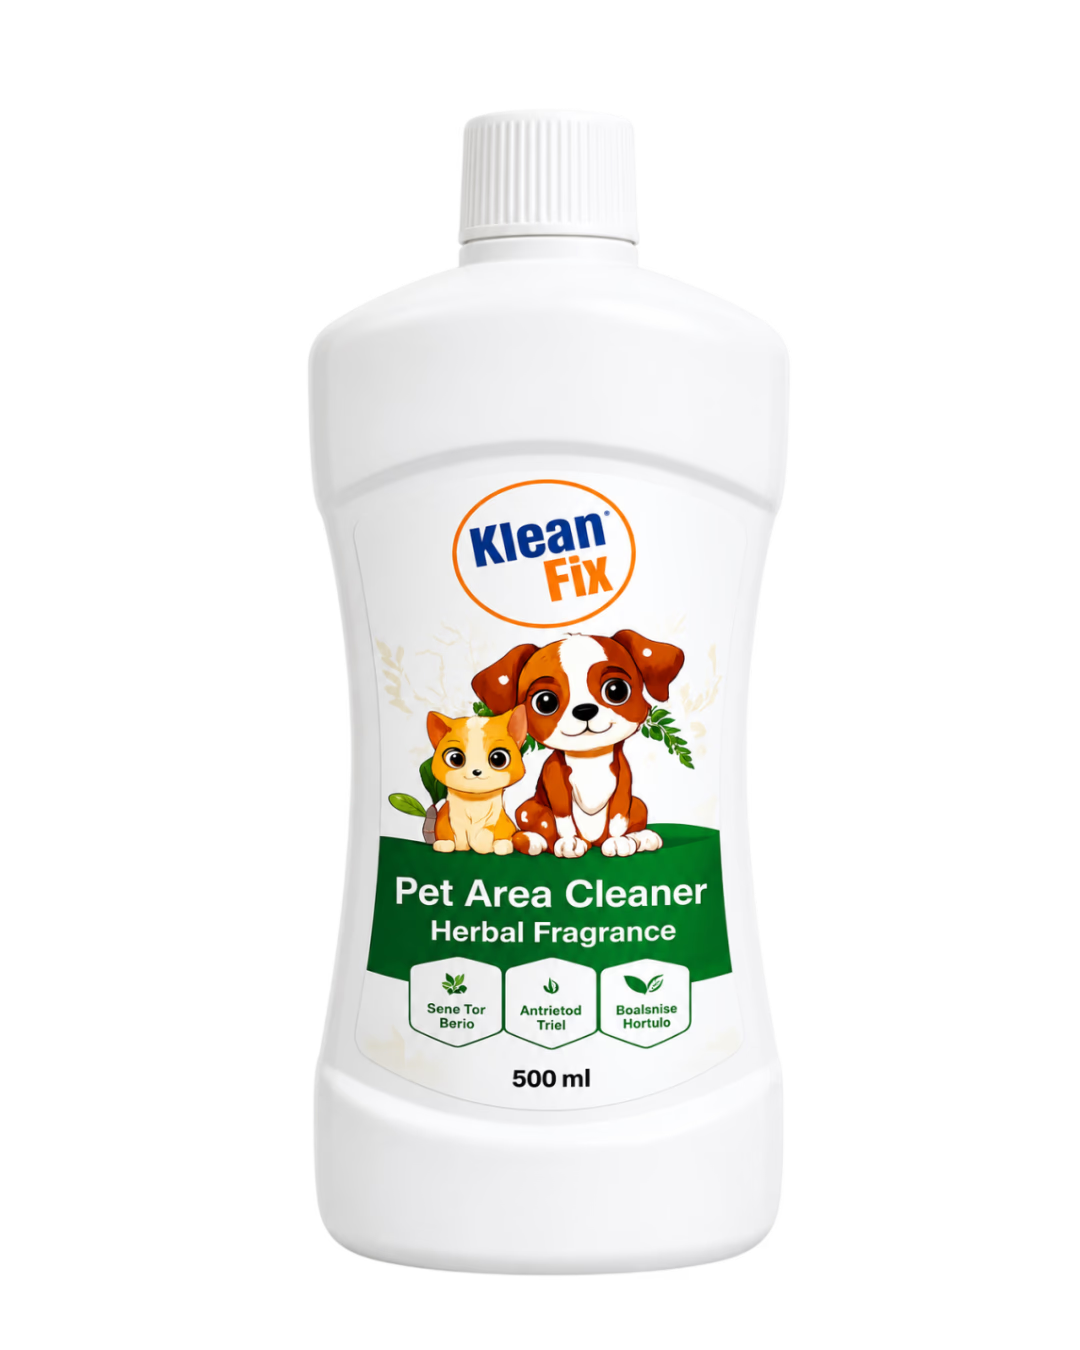 Klean
Fix
Pet Area Cleaner
Herbal Fragrance
Sene Tor
Berio
Antrietod
Triel
Boalsnise
Hortulo
500 ml